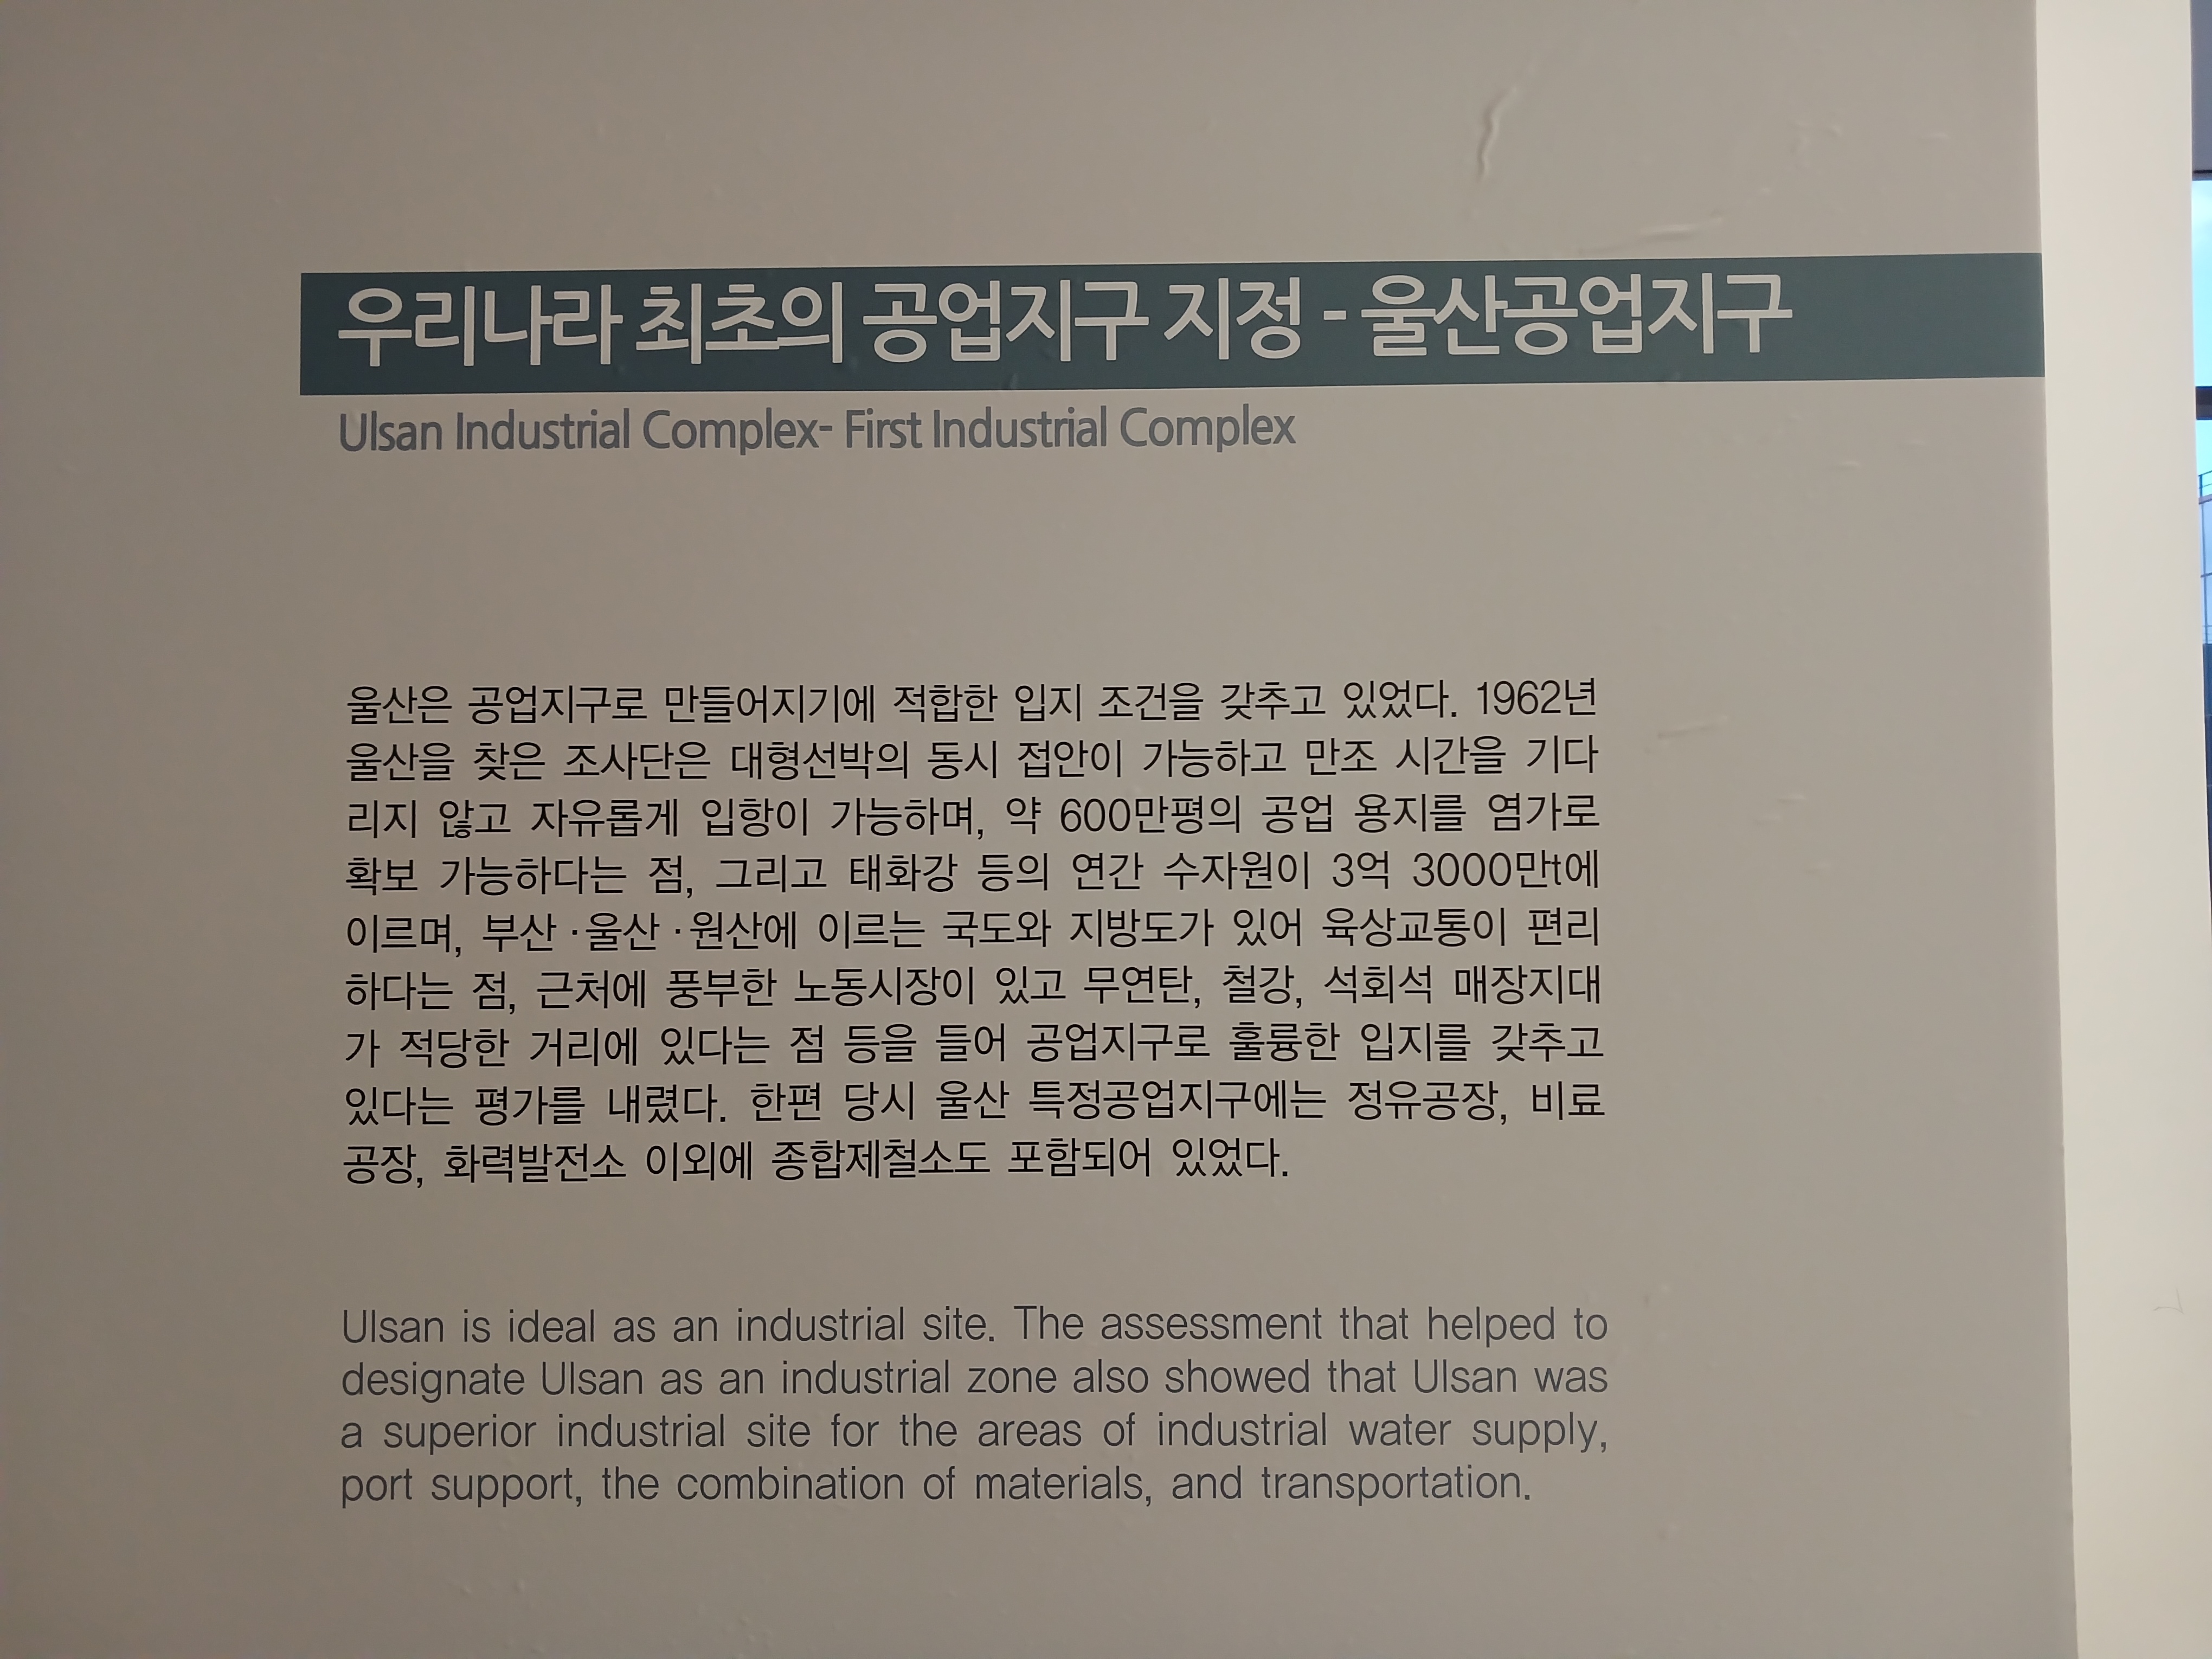 우리나라 최초의 공업지구 지정 - 울산공업지구
Ulsan Industrial Complex- First Industrial Complex
울산은 공업지구로 만들어지기에 적합한 입지 조건을 갖추고 있었다. 1962년
울산을 찾은 조사단은 대형선박의 동시 접안이 가능하고 만조 시간을 기다
리지 않고 자유롭게 입항이 가능하며, 약 600만평의 공업 용지를 염가로
확보 가능하다는 점, 그리고 태화강 등의 연간 수자원이 3억 3000만t에
이르며, 부산 · 울산 · 원산에 이르는 국도와 지방도가 있어 육상교통이 편리
하다는 점, 근처에 풍부한 노동시장이 있고 무연탄, 철강, 석회석 매장지대
가 적당한 거리에 있다는 점 등을 들어 공업지구로 훌륭한 입지를 갖추고
있다는 평가를 내렸다. 한편 당시 울산 특정공업지구에는 정유공장, 비료
공장, 화력발전소 이외에 종합제철소도 포함되어 있었다.
Ulsan is ideal as an industrial site. The assessment that helped to
designate Ulsan as an industrial zone also showed that Ulsan was
a superior industrial site for the areas of industrial water supply,
port support, the combination of materials, and transportation.